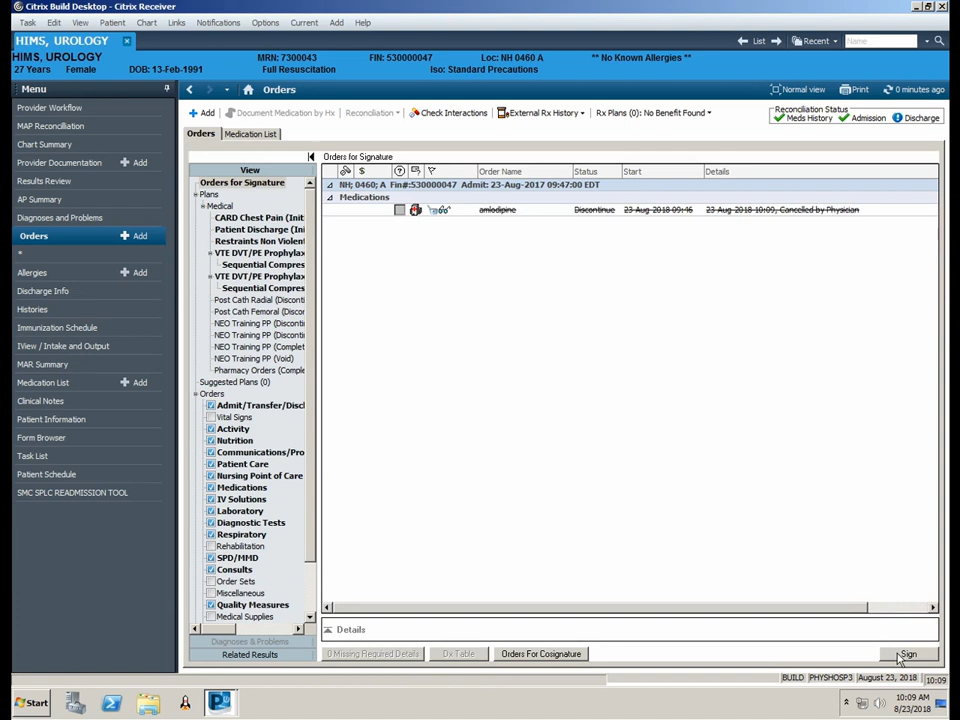 Citrix Build Desktop - Citrix Receiver
Task Edit View Patient Chart Links Notifications Options Current Add Help
HIMS, UROLOGY
List Recent Name
HIMS, UROLOGY MRN: 7300043 FIN: 530000047 Loc: NH 0460 A ** No Known Allergies **
27 Years Female DOB: 13-Feb-1991 Full Resuscitation Iso: Standard Precautions
Menu
Orders
Normal view Print 0 minutes ago
Provider Workflow
MAP Reconcilliation
Chart Summary
Provider Documentation Add
Results Review
AP Summary
Diagnoses and Problems
Orders Add
*
Allergies Add
Discharge Info
Histories
Immunization Schedule
IView / Intake and Output
MAR Summary
Medication List Add
Clinical Notes
Patient Information
Form Browser
Task List
Patient Schedule
SMC SPLC READMISSION TOOL
Add Document Medication by Hx Reconciliation Check Interactions External Rx History Rx Plans (0): No Benefit Found
Reconciliation Status
Meds History Admission Discharge
Orders Medication List
View
Orders for Signature
Plans
Medical
CARD Chest Pain (Init
Patient Discharge (Ini
Restraints Non Violen
VTE DVT/PE Prophylax
Sequential Compres
VTE DVT/PE Prophylax
Sequential Compres
Post Cath Radial (Disconti
Post Cath Femoral (Discor
NEO Training PP (Disconti
NEO Training PP (Disconti
NEO Training PP (Complet
NEO Training PP (Void)
Pharmacy Orders (Comple
Suggested Plans (0)
Orders
Admit/Transfer/Discl
Vital Signs
Activity
Nutrition
Communications/Pro
Patient Care
Nursing Point of Care
Medications
IV Solutions
Laboratory
Diagnostic Tests
Respiratory
Rehabilitation
SPD/MMD
Consults
Order Sets
Miscellaneous
Quality Measures
Medical Supplies
Diagnoses & Problems
Related Results
Orders for Signature
$ Order Name Status Start Details
NH; 0460; A Fin#:530000047 Admit: 23-Aug-2017 09:47:00 EDT
Medications
amlodipine Discontinue 23-Aug-2018 09:46 23-Aug-2018 10:09, Cancelled by Physician
Details
0 Missing Required Details Dx Table Orders For Cosignature Sign
BUILD PHYSHOSP3 August 23, 2018 10:09
Start
10:09 AM
8/23/2018